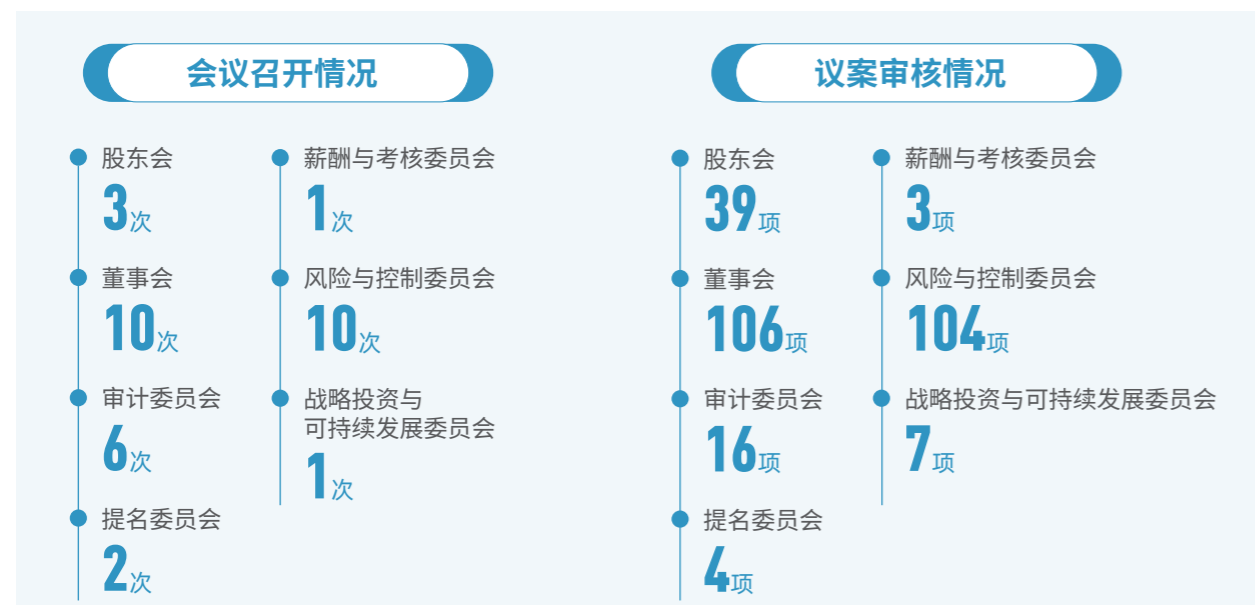 会议召开情况
股东会
3次
董事会
10次
审计委员会
6次
提名委员会
2次
薪酬与考核委员会
1次
风险与控制委员会
10次
战略投资与
可持续发展委员会
1次
议案审核情况
股东会
39项
董事会
106项
审计委员会
16项
提名委员会
4项
薪酬与考核委员会
3项
风险与控制委员会
104项
战略投资与可持续发展委员会
7项